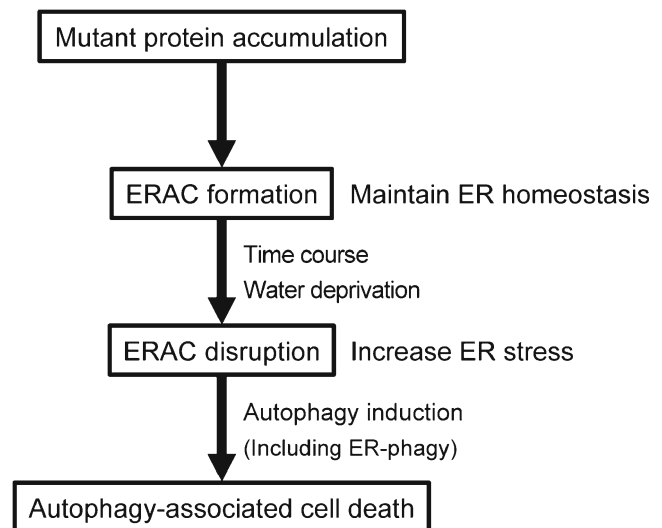 Mutant protein accumulation
ERAC formation
Maintain ER homeostasis
Time course
Water deprivation
ERAC disruption
Increase ER stress
Autophagy induction
(Including ER-phagy)
Autophagy-associated cell death